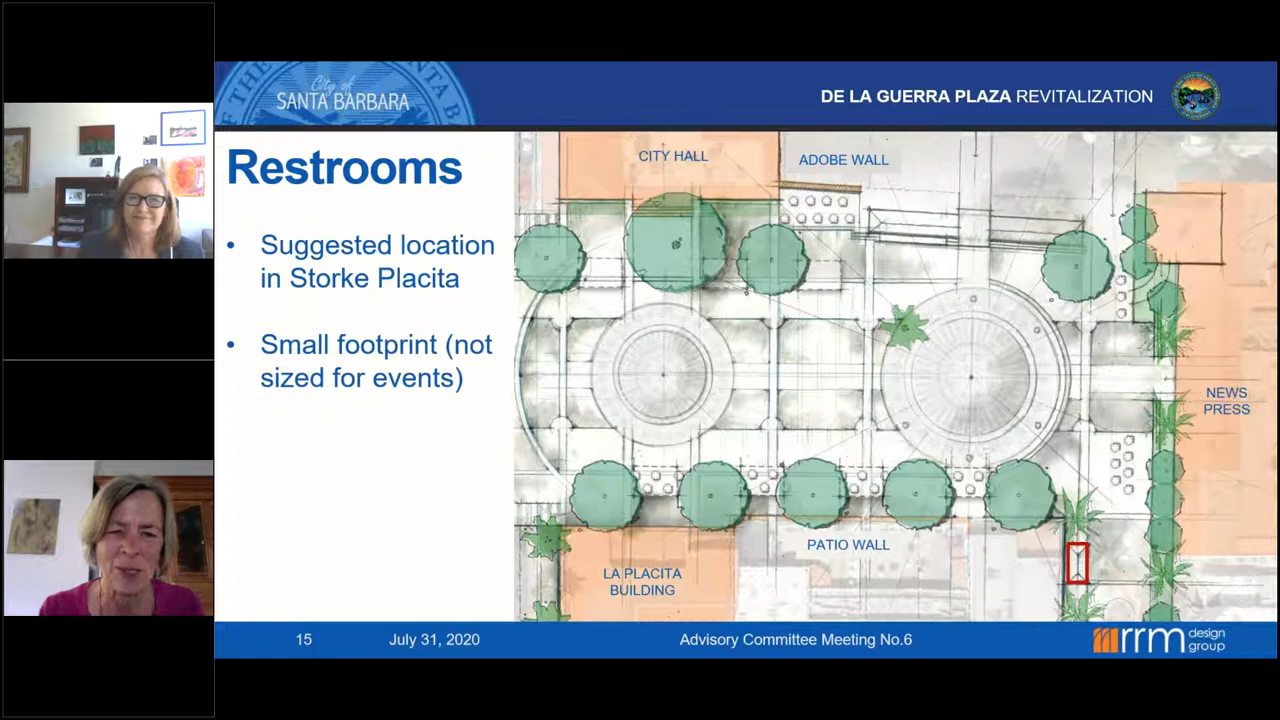 City of
SANTA BARBARA
DE LA GUERRA PLAZA REVITALIZATION
Restrooms
• Suggested location
in Storke Placita
• Small footprint (not
sized for events)
CITY HALL
ADOBE WALL
NEWS
PRESS
PATIO WALL
LA PLACITA
BUILDING
15
July 31, 2020
Advisory Committee Meeting No.6
rrm design
group